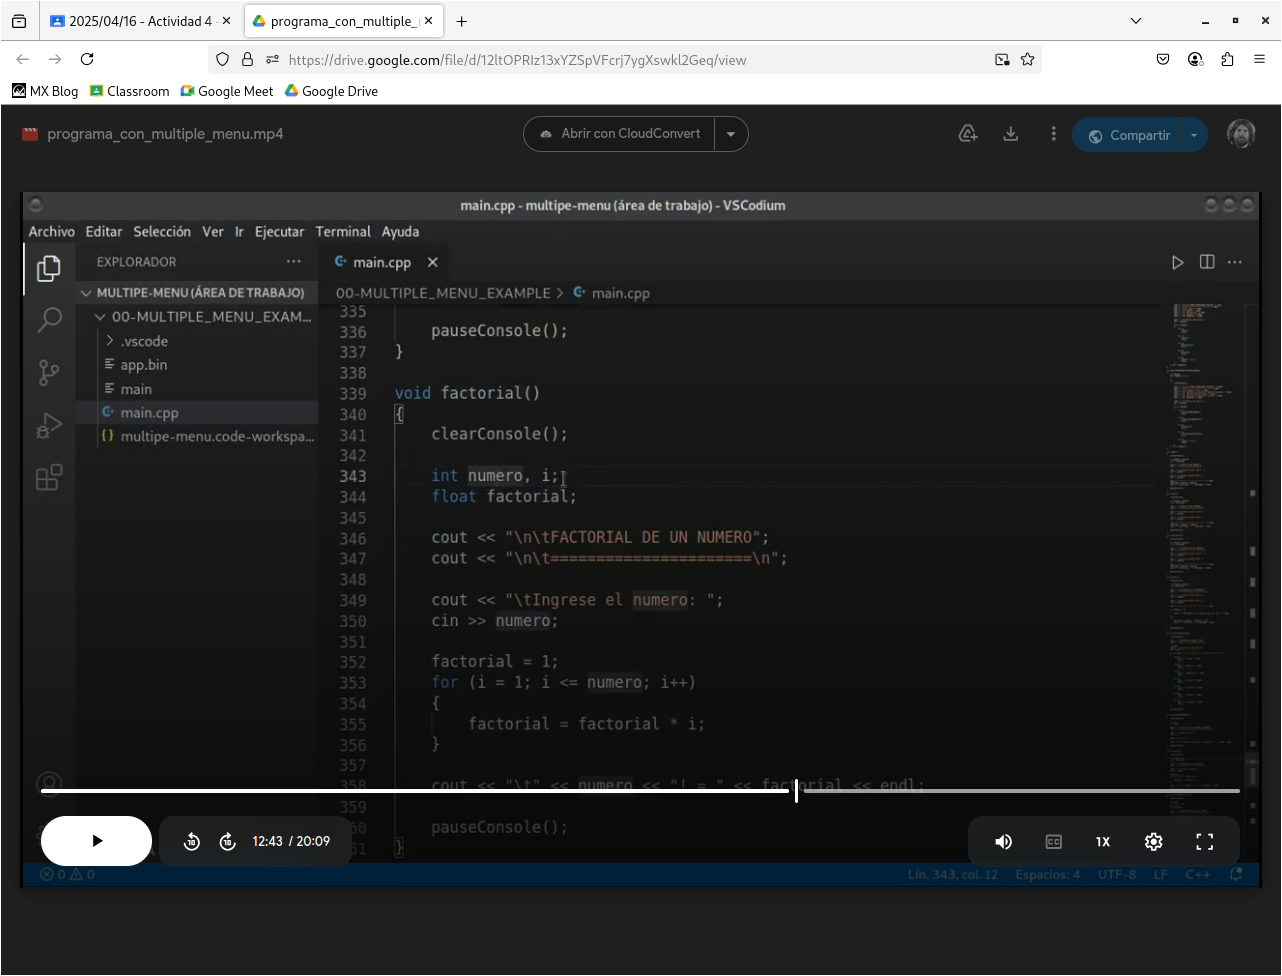 2025/04/16 - Actividad 4 -
programa_con_multiple_
https://drive.google.com/file/d/12ltOPRIz13xYZSpVFcrj7ygXswkl2Geq/view
MX Blog Classroom Google Meet Google Drive
programa_con_multiple_menu.mp4
Abrir con CloudConvert
Compartir
main.cpp - multipe-menu (área de trabajo) - VSCodium
Archivo Editar Selección Ver Ir Ejecutar Terminal Ayuda
EXPLORADOR
MULTIPE-MENU (ÁREA DE TRABAJO)
00-MULTIPLE_MENU_EXAM...
.vscode
app.bin
main
main.cpp
multipe-menu.code-workspa...
main.cpp
00-MULTIPLE_MENU_EXAMPLE > main.cpp
335
336 pauseConsole();
337 }
338
339 void factorial()
340 {
341 clearConsole();
342
343 int numero, i;
344 float factorial;
345
346 cout << "\n\tFACTORIAL DE UN NUMERO";
347 cout << "\n\t======================\n";
348
349 cout << "\tIngrese el numero: ";
350 cin >> numero;
351
352 factorial = 1;
353 for (i = 1; i <= numero; i++)
354 {
355 factorial = factorial * i;
356 }
357
358 cout << "\t" << numero << "! = " << factorial << endl;
359
60 pauseConsole();
51 }
12:43 / 20:09
CC
1X
0 0
Lín. 343, col. 12 Espacios: 4 UTF-8 LF C++